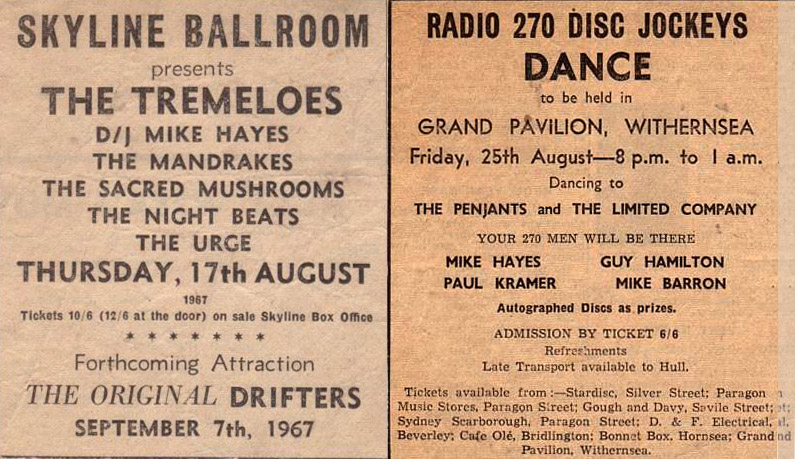 SKYLINE BALLROOM
presents
THE TREMELOES
D/J MIKE HAYES
THE MANDRAKES
THE SACRED MUSHROOMS
THE NIGHT BEATS
THE URGE
THURSDAY, 17th AUGUST
1967
Tickets 10/6 (12/6 at the door) on sale Skyline Box Office
* * * * * * *
Forthcoming Attraction
THE ORIGINAL DRIFTERS
SEPTEMBER 7th, 1967
RADIO 270 DISC JOCKEYS
DANCE
to be held in
GRAND PAVILION, WITHERNSEA
Friday, 25th August—8 p.m. to 1 a.m.
Dancing to
THE PENJANTS and THE LIMITED COMPANY
YOUR 270 MEN WILL BE THERE
MIKE HAYES GUY HAMILTON
PAUL KRAMER MIKE BARRON
Autographed Discs as prizes.
ADMISSION BY TICKET 6/6
Refreshments
Late Transport available to Hull.
Tickets available from:—Stardisc, Silver Street; Paragon
Music Stores, Paragon Street; Gough and Davy, Savile Street;
Sydney Scarborough, Paragon Street; D. & F. Electrical,
Beverley; Cafe Olé, Bridlington; Bonnet Box, Hornsea; Grand
Pavilion, Withernsea.